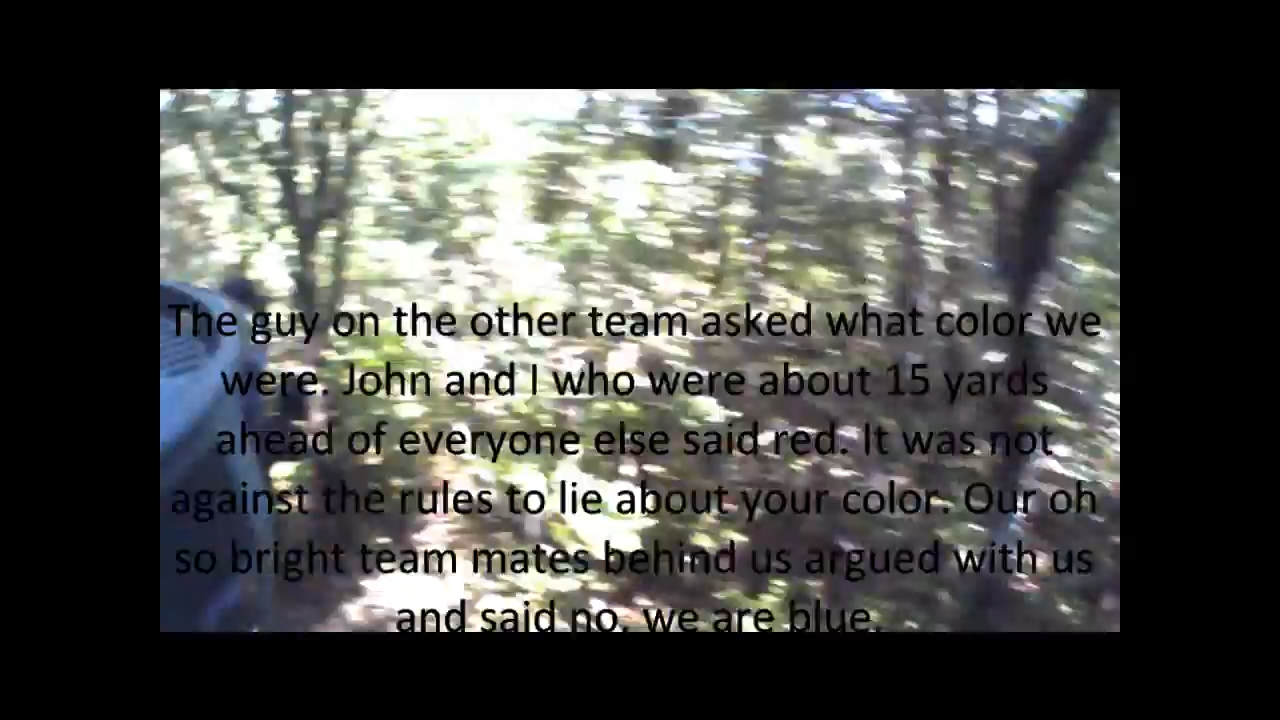 The guy on the other team asked what color we
were. John and I who were about 15 yards
ahead of everyone else said red. It was not
against the rules to lie about your color. Our oh
so bright team mates behind us argued with us
and said no, we are blue.